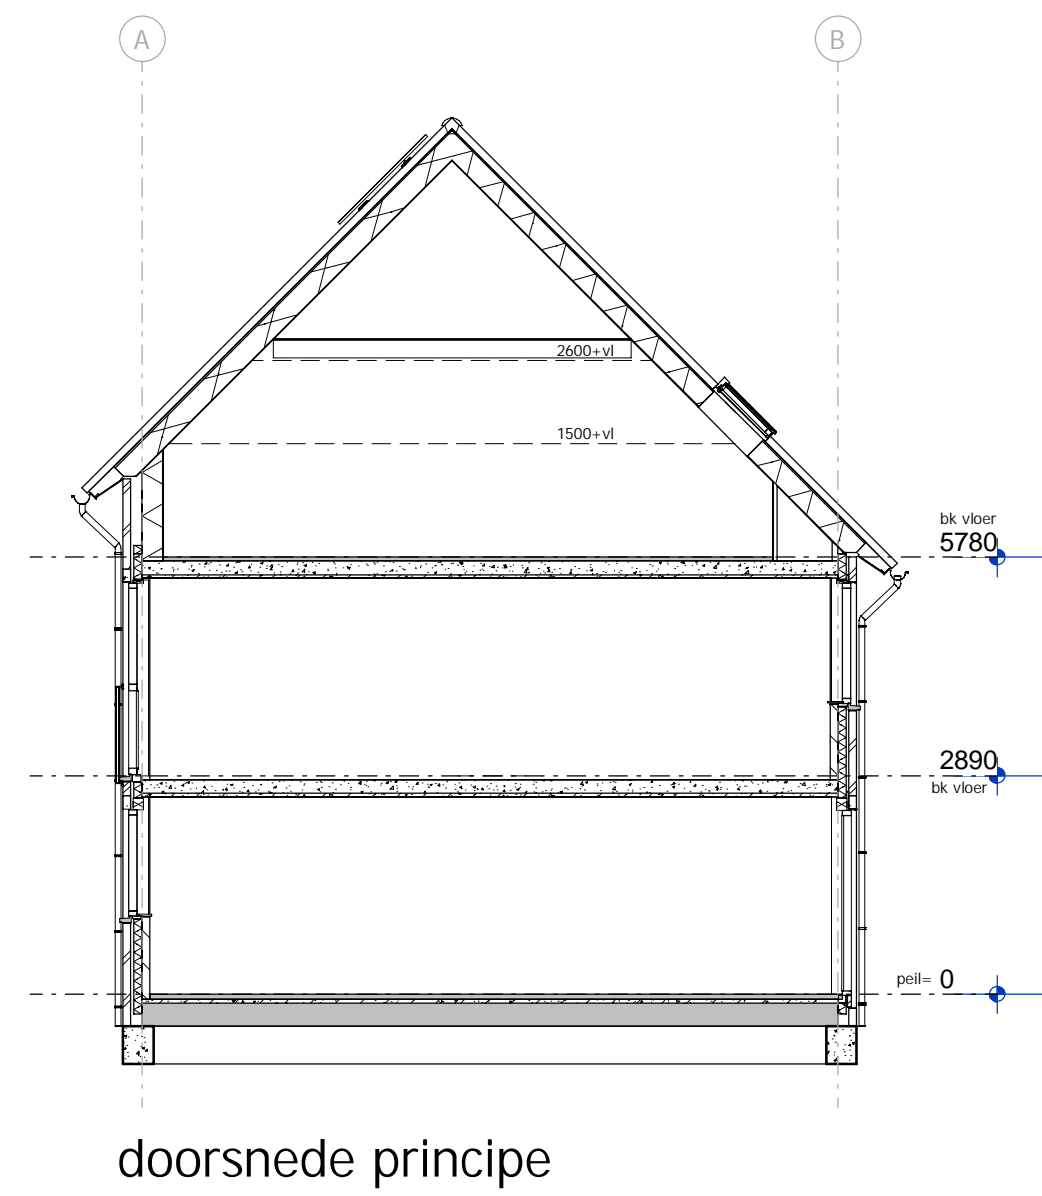 A
B
2600+vl
1500+vl
bk vloer
5780
2890
bk vloer
peil= 0
doorsnede principe